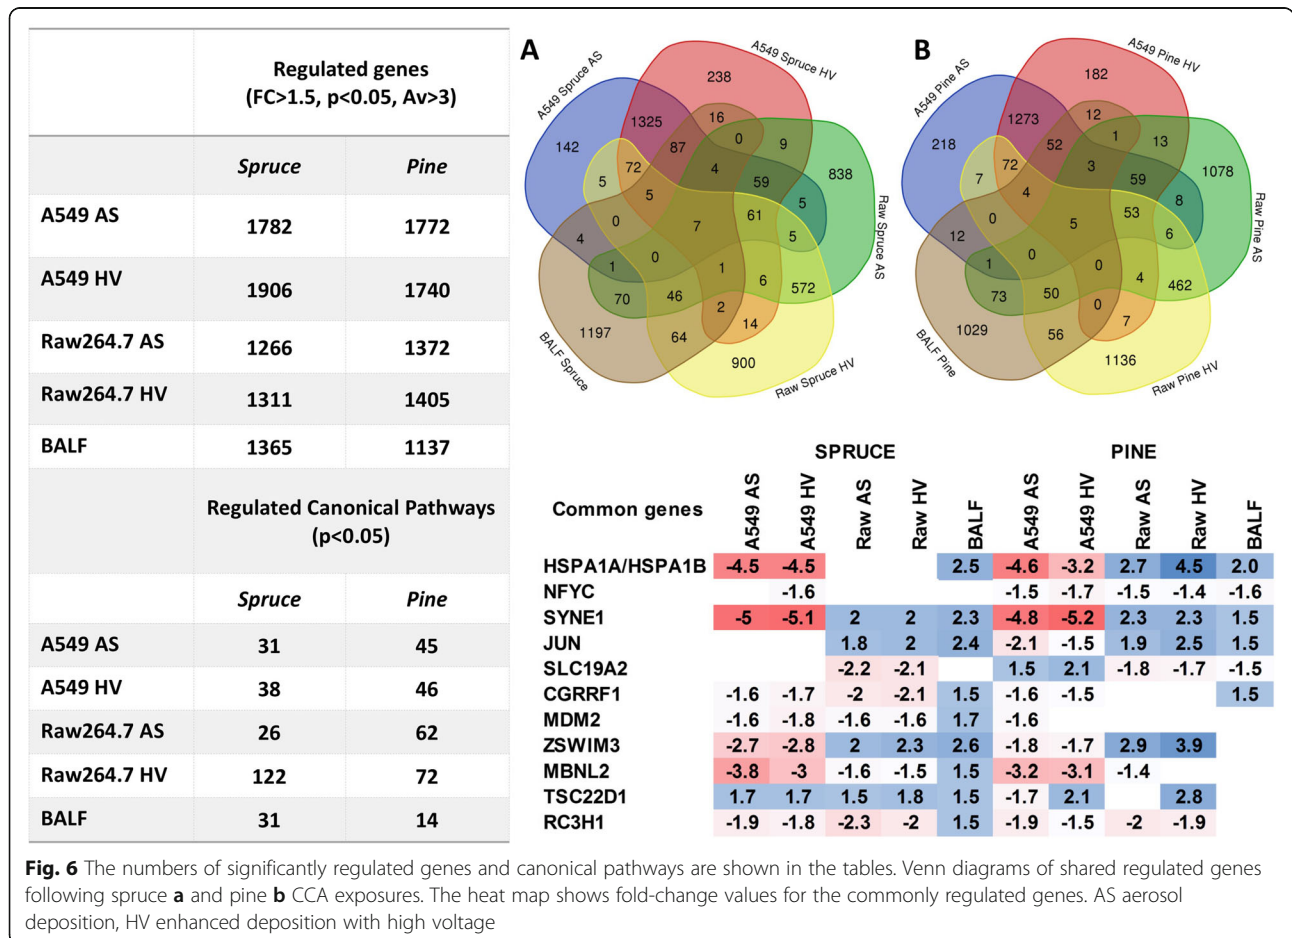 Regulated genes
(FC>1.5, p<0.05, Av>3)
Spruce Pine
A549 AS 1782 1772
A549 HV 1906 1740
Raw264.7 AS 1266 1372
Raw264.7 HV 1311 1405
BALF 1365 1137
Regulated Canonical Pathways
(p<0.05)
Spruce Pine
A549 AS 31 45
A549 HV 38 46
Raw264.7 AS 26 62
Raw264.7 HV 122 72
BALF 31 14
A
A549 Spruce AS
A549 Spruce HV
Raw Spruce AS
Raw Spruce HV
BALF Spruce
238
1325 16
142 87 0 9
838
72 4
5 5 59 5
0 7 61
4 5
1 0 1
6 572
70 46 2
1197 64 14
900
B
A549 Pine AS
A549 Pine HV
Raw Pine AS
Raw Pine HV
BALF Pine
182
1273 12
218 52 1 13
1078
72 3
7 4 59 8
0 5 53
12 6
1 0 0
4 462
73 50 0
1029 56 7
1136
SPRUCE PINE
Common genes A549 AS A549 HV Raw AS Raw HV BALF A549 AS A549 HV Raw AS Raw HV BALF
HSPA1A/HSPA1B -4.5 -4.5 2.5 -4.6 -3.2 2.7 4.5 2.0
NFYC -1.6 -1.5 -1.7 -1.5 -1.4 -1.6
SYNE1 -5 -5.1 2 2 2.3 -4.8 -5.2 2.3 2.3 1.5
JUN 1.8 2 2.4 -2.1 -1.5 1.9 2.5 1.5
SLC19A2 -2.2 -2.1 1.5 2.1 -1.8 -1.7 -1.5
CGRRF1 -1.6 -1.7 -2 -2.1 1.5 -1.6 -1.5 1.5
MDM2 -1.6 -1.8 -1.6 -1.6 1.7 -1.6
ZSWIM3 -2.7 -2.8 2 2.3 2.6 -1.8 -1.7 2.9 3.9
MBNL2 -3.8 -3 -1.6 -1.5 1.5 -3.2 -3.1 -1.4
TSC22D1 1.7 1.7 1.5 1.8 1.5 -1.7 2.1 2.8
RC3H1 -1.9 -1.8 -2.3 -2 1.5 -1.9 -1.5 -2 -1.9
Fig. 6 The numbers of significantly regulated genes and canonical pathways are shown in the tables. Venn diagrams of shared regulated genes
following spruce a and pine b CCA exposures. The heat map shows fold-change values for the commonly regulated genes. AS aerosol
deposition, HV enhanced deposition with high voltage